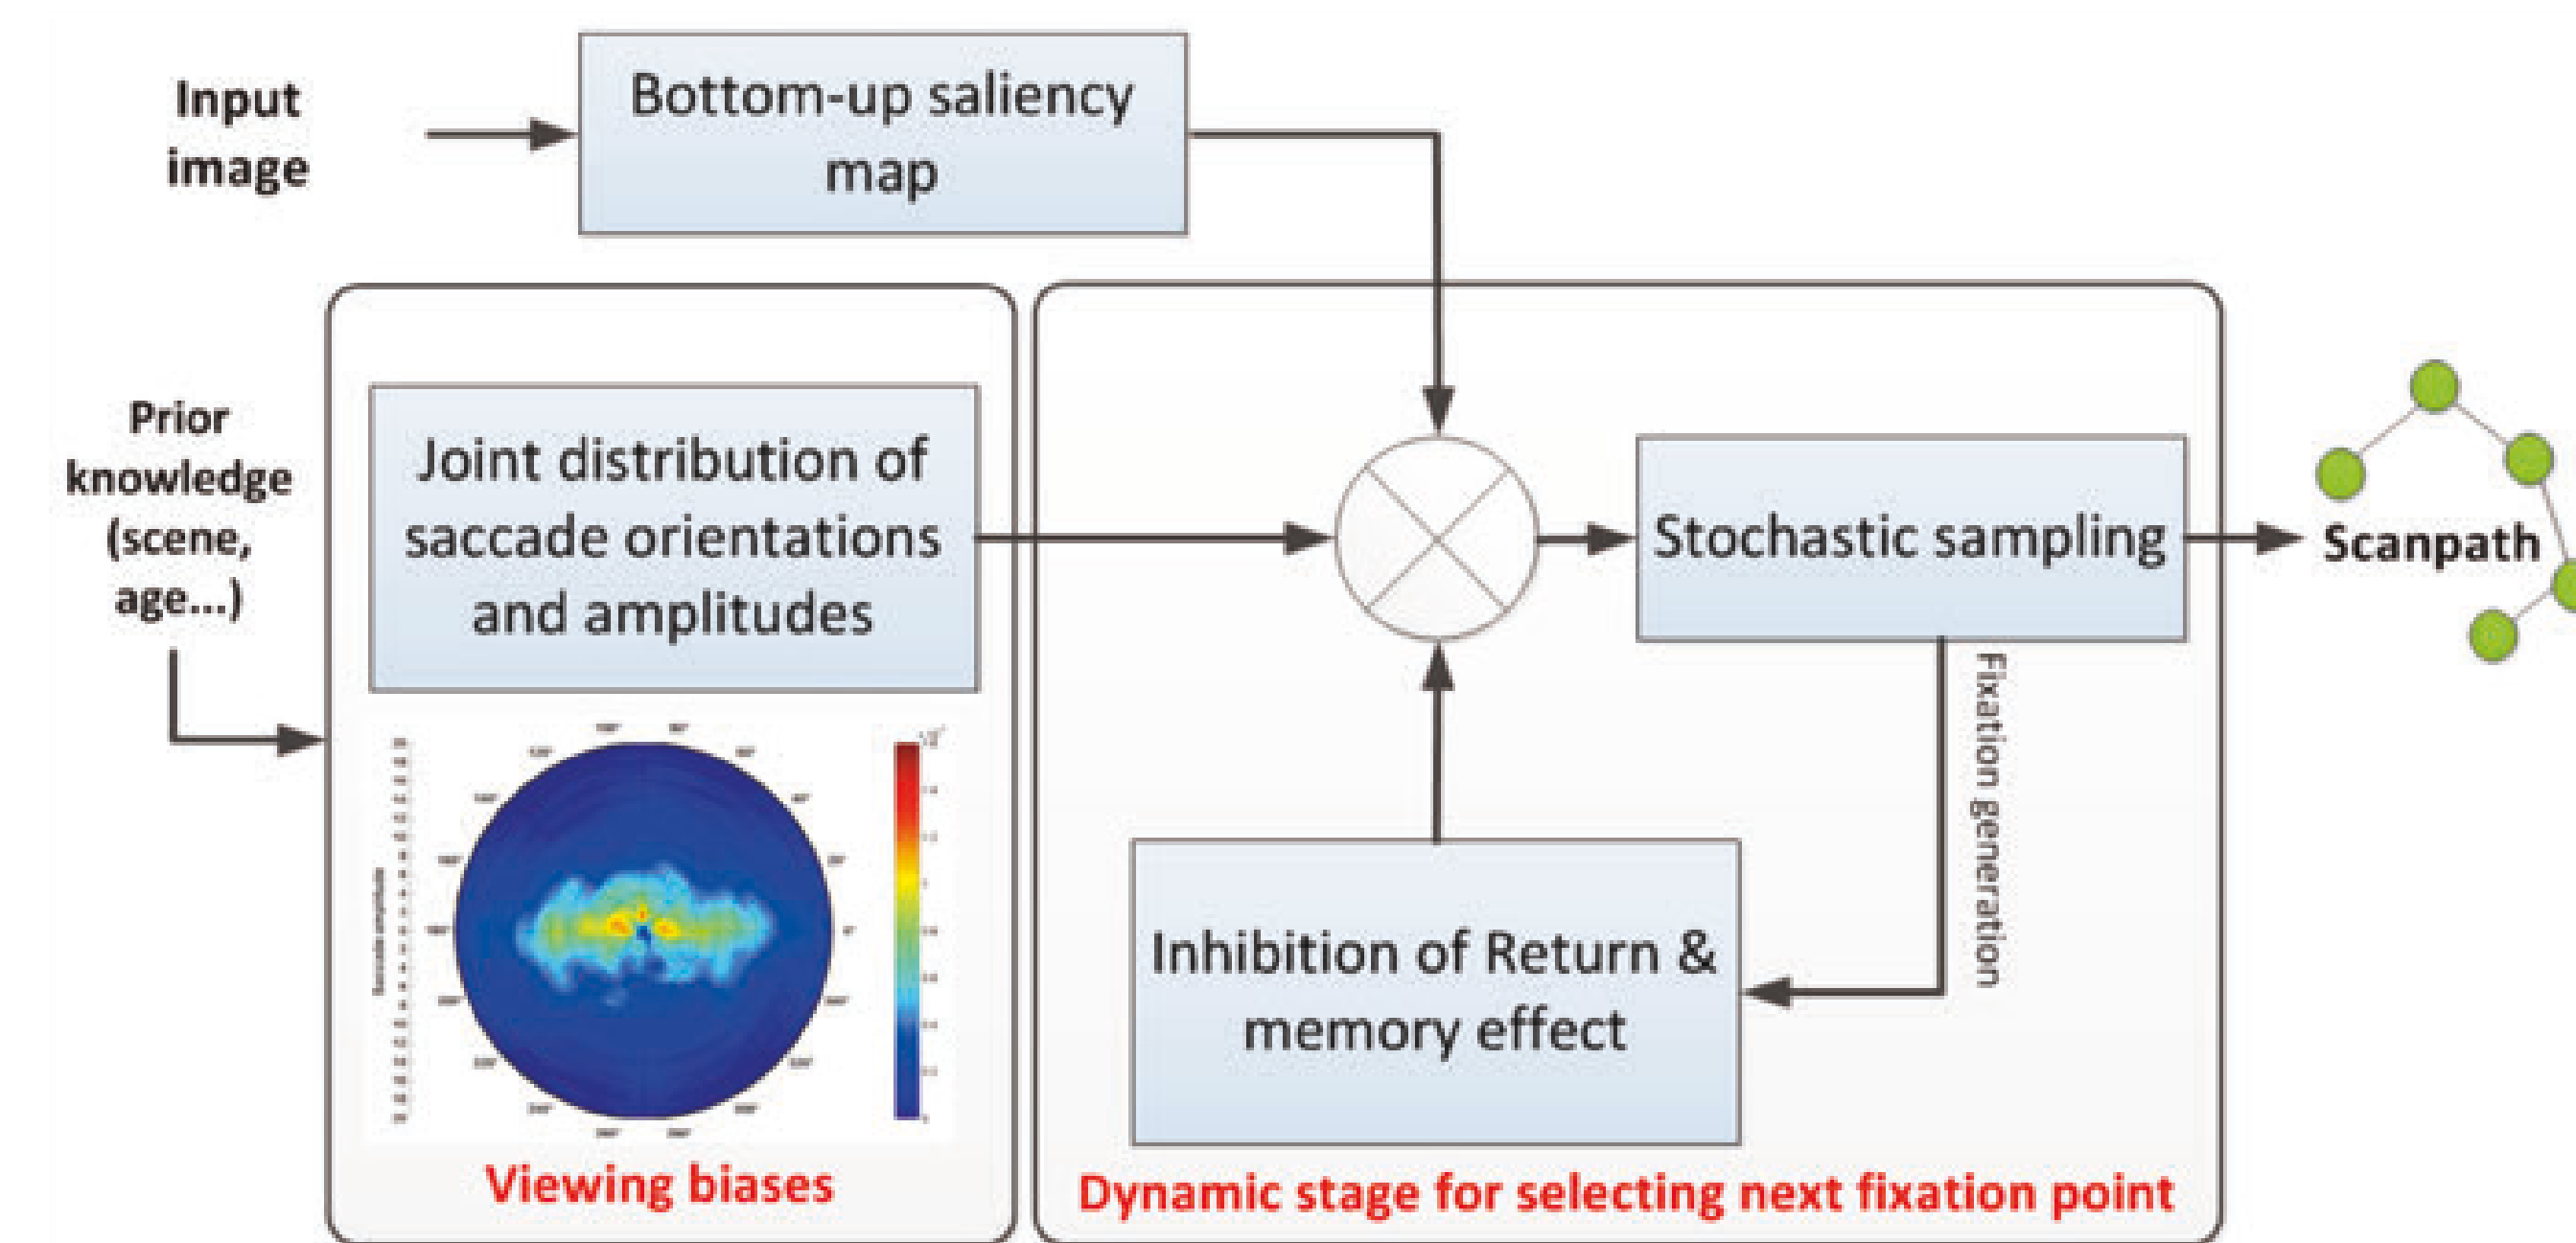 Input
image
Bottom-up saliency
map
Prior
knowledge
(scene,
age...)
Joint distribution of
saccade orientations
and amplitudes
Viewing biases
Stochastic sampling
Fixation generation
Inhibition of Return &
memory effect
Dynamic stage for selecting next fixation point
Scanpath